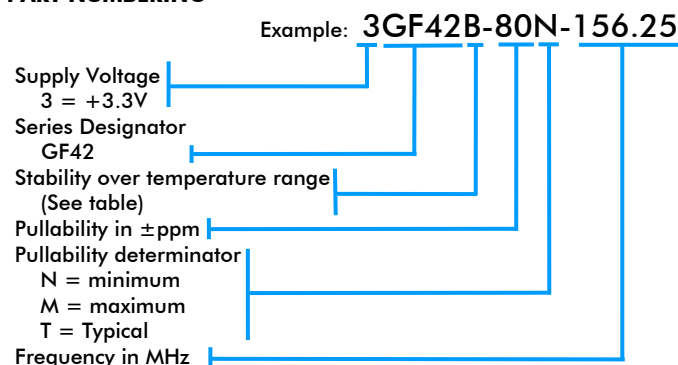 Example: 3GF42B-80N-156.25
Supply Voltage
3 = +3.3V
Series Designator
GF42
Stability over temperature range
(See table)
Pullability in ±ppm
Pullability determinator
N = minimum
M = maximum
T = Typical
Frequency in MHz